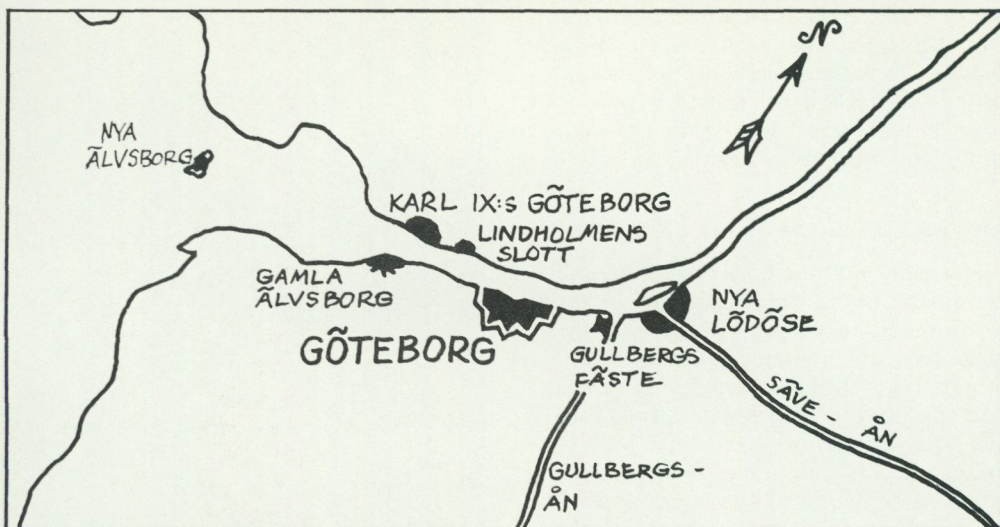 N
NYA
ÄLVSBORG
KARL IX:S GÖTEBORG
LINDHOLMENS
SLOTT
GAMLA
ÄLVSBORG
NYA
LÖDÖSE
GÖTEBORG
GULLBERGS
FÄSTE
SÄVE-ÅN
GULLBERGS-
ÅN